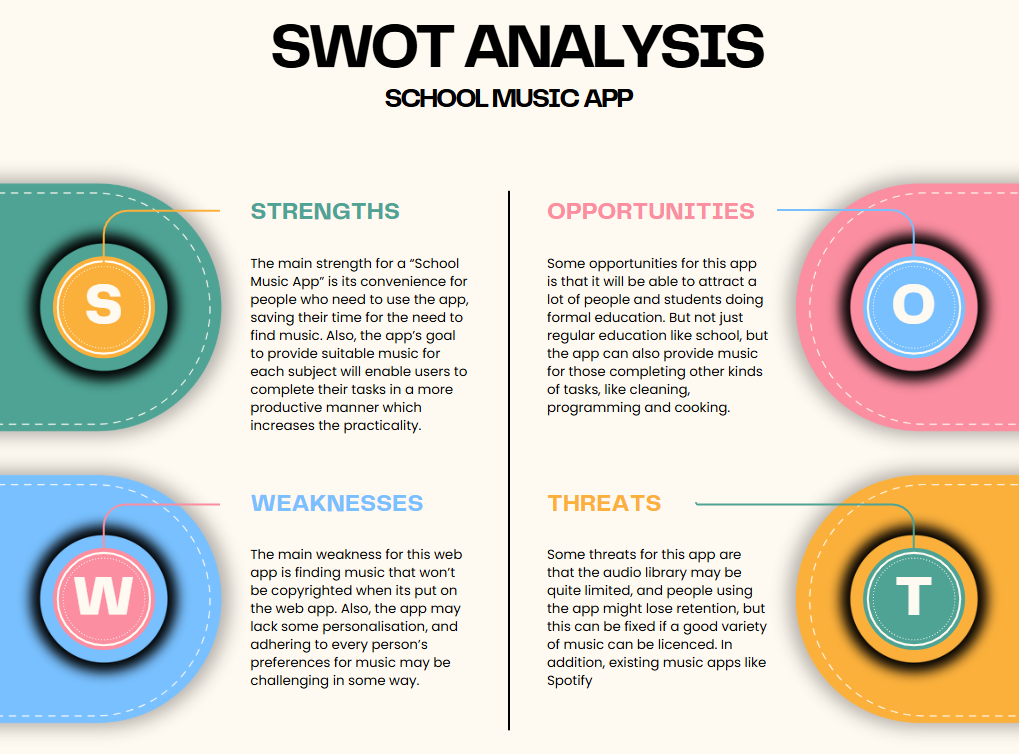 SWOT ANALYSIS
SCHOOL MUSIC APP
S
STRENGTHS
The main strength for a “School
Music App” is its convenience for
people who need to use the app,
saving their time for the need to
find music. Also, the app’s goal
to provide suitable music for
each subject will enable users to
complete their tasks in a more
productive manner which
increases the practicality.
W
WEAKNESSES
The main weakness for this web
app is finding music that won’t
be copyrighted when its put on
the web app. Also, the app may
lack some personalisation, and
adhering to every person’s
preferences for music may be
challenging in some way.
OPPORTUNITIES
O
Some opportunities for this app
is that it will be able to attract a
lot of people and students doing
formal education. But not just
regular education like school, but
the app can also provide music
for those completing other kinds
of tasks, like cleaning,
programming and cooking.
THREATS
T
Some threats for this app are
that the audio library may be
quite limited, and people using
the app might lose retention, but
this can be fixed if a good variety
of music can be licenced. In
addition, existing music apps like
Spotify